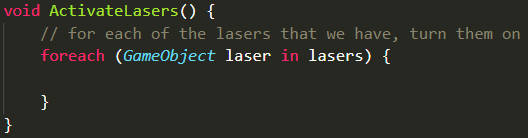 void ActivateLasers() {
    // for each of the lasers that we have, turn them on
    foreach (GameObject laser in lasers) {

    }
}